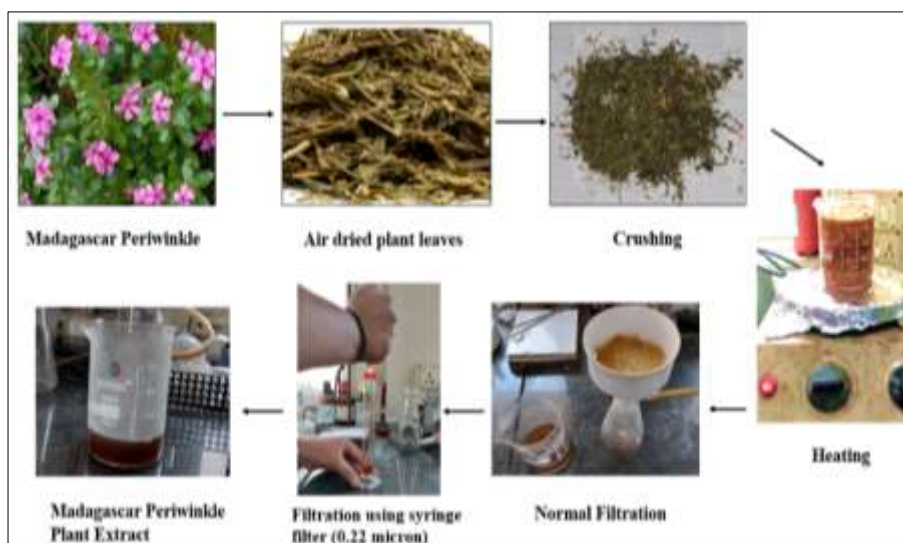 Madagascar Periwinkle
Air dried plant leaves
Crushing
Heating
Normal Filtration
Filtration using syringe
filter (0.22 micron)
Madagascar Periwinkle
Plant Extract